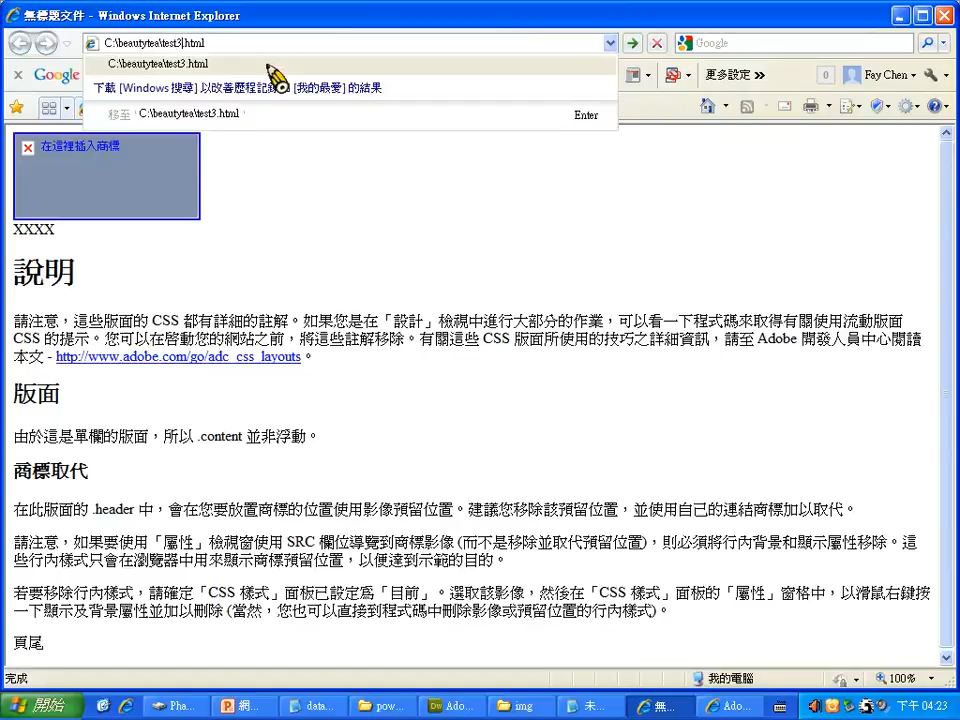 無標題文件 - Windows Internet Explorer
C:\beautytea\test3.html
Google
C:\beautytea\test3.html
下載 [Windows 搜尋] 以改善歷程記錄 [我的最愛] 的結果
移至 ' C:\beautytea\test3.html ' Enter
x Google 更多設定 » 0 Fay Chen
在這裡插入商標
XXXX
說明
請注意，這些版面的 CSS 都有詳細的註解。如果您是在「設計」檢視中進行大部分的作業，可以看一下程式碼來取得有關使用流動版面
CSS 的提示。您可以在啟動您的網站之前，將這些註解移除。有關這些 CSS 版面所使用的技巧之詳細資訊，請至 Adobe 開發人員中心閱讀
本文 - http://www.adobe.com/go/adc_css_layouts。
版面
由於這是單欄的版面，所以 .content 並非浮動。
商標取代
在此版面的 .header 中，會在您要放置商標的位置使用影像預留位置。建議您移除該預留位置，並使用自己的連結商標加以取代。
請注意，如果要使用「屬性」檢視窗使用 SRC 欄位導覽到商標影像 (而不是移除並取代預留位置)，則必須將行內背景和顯示屬性移除。這
些行內樣式只會在瀏覽器中用來顯示商標預留位置，以便達到示範的目的。
若要移除行內樣式，請確定「CSS 樣式」面板已設定為「目前」。選取該影像，然後在「CSS 樣式」面板的「屬性」窗格中，以滑鼠右鍵按
一下顯示及背景屬性並加以刪除 (當然，您也可以直接到程式碼中刪除影像或預留位置的行內樣式)。
頁尾
完成 我的電腦 100%
開始 Pha... 網... data... pow... Dw Ado... img 未... 無... Ado... 下午 04:23